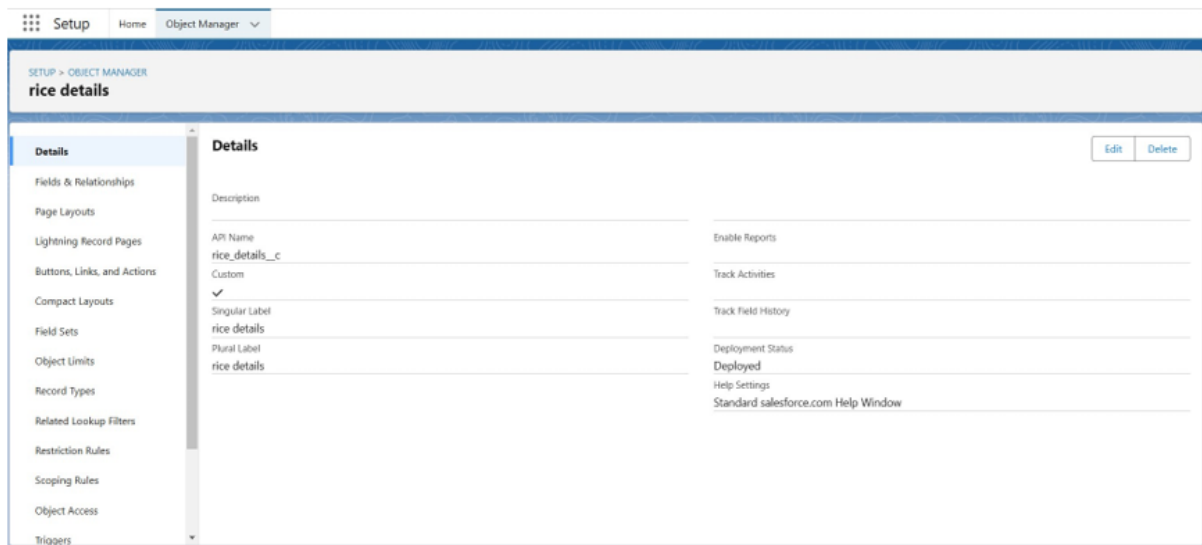 Setup Home Object Manager
SETUP > OBJECT MANAGER
rice details
Details
Fields & Relationships
Page Layouts
Lightning Record Pages
Buttons, Links, and Actions
Compact Layouts
Field Sets
Object Limits
Record Types
Related Lookup Filters
Restriction Rules
Scoping Rules
Object Access
Triggers
Details
Edit Delete
Description
API Name
rice_details__c
Custom
Singular Label
rice details
Plural Label
rice details
Enable Reports
Track Activities
Track Field History
Deployment Status
Deployed
Help Settings
Standard salesforce.com Help Window